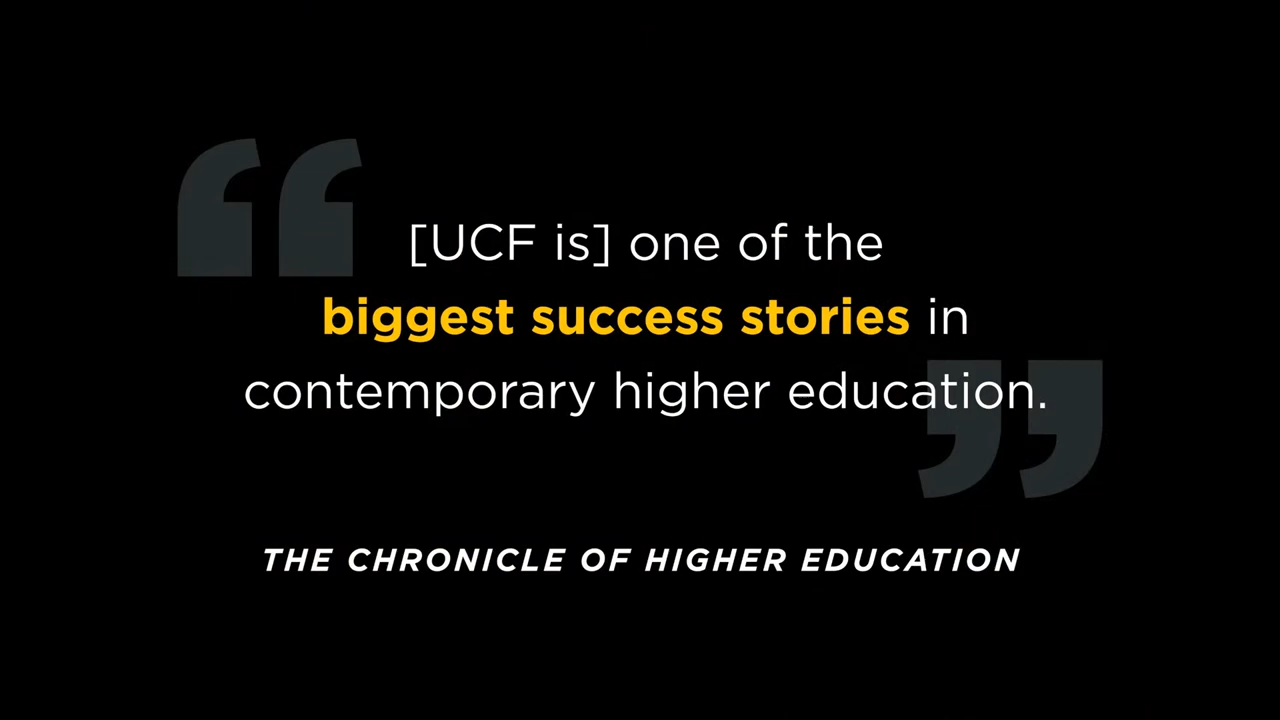 [UCF is] one of the
biggest success stories in
contemporary higher education.
THE CHRONICLE OF HIGHER EDUCATION